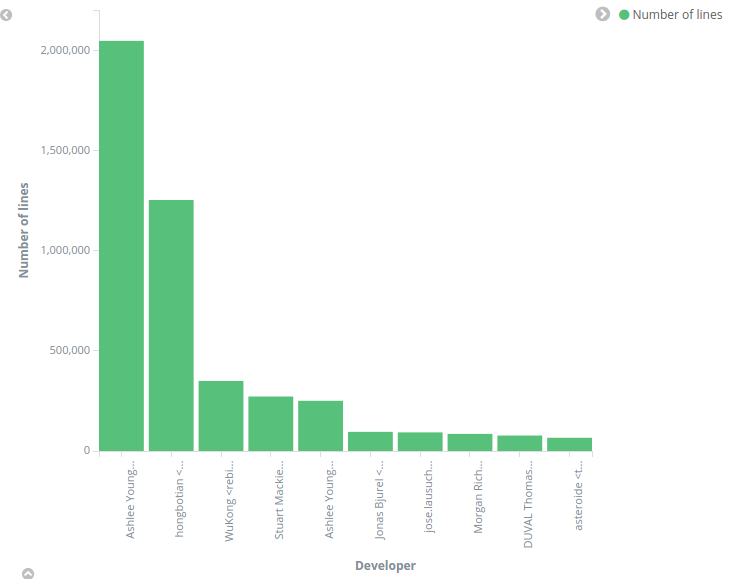 Number of lines
2,000,000
1,500,000
1,000,000
500,000
0
Number of lines
Ashlee Young...
hongbotian <...
WuKong <rebi...
Stuart Mackie...
Ashlee Young...
Jonas Bjurel <...
jose.lausuch...
Morgan Rich...
DUVAL Thomas...
asteroide <t...
Developer